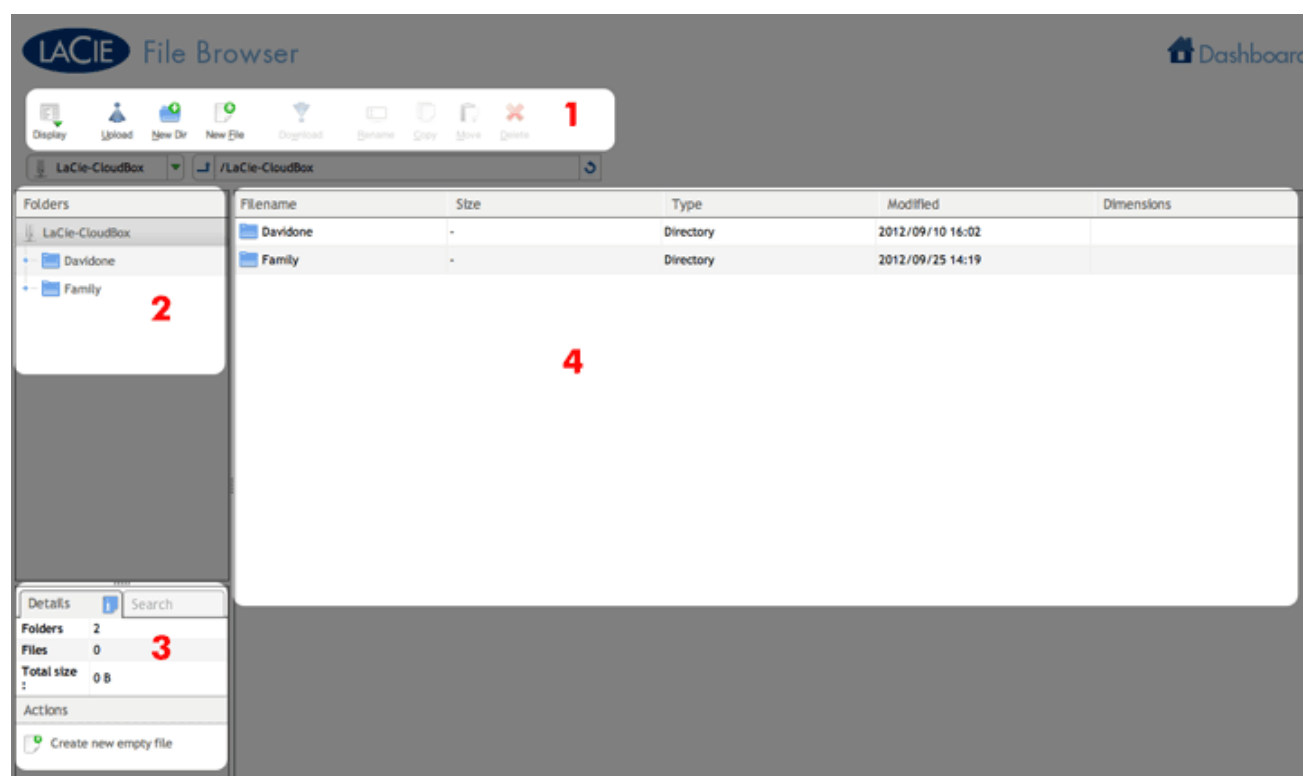 LACIE File Browser
Dashboard
Display Upload New Dir New File Download Rename Copy Move Delete 1
LaCie-CloudBox /LaCie-CloudBox
Folders
LaCie-CloudBox
Davidone
Family
2
Filename Size Type Modified Dimensions
Davidone - Directory 2012/09/10 16:02
Family - Directory 2012/09/25 14:19
4
Details Search
Folders 2
Files 0
3
Total size : 0 B
Actions
Create new empty file